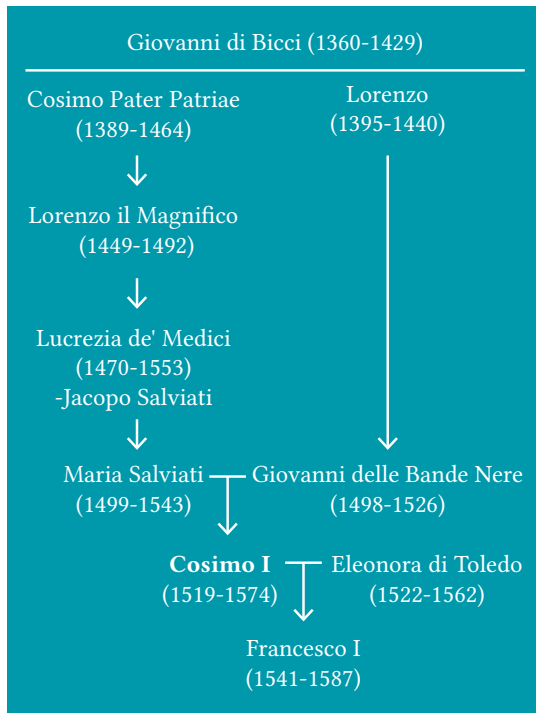 Giovanni di Bicci (1360-1429)
Cosimo Pater Patriae
(1389-1464)
Lorenzo
(1395-1440)
Lorenzo il Magnifico
(1449-1492)
Lucrezia de' Medici
(1470-1553)
-Jacopo Salviati
Maria Salviati
(1499-1543)
Giovanni delle Bande Nere
(1498-1526)
Cosimo I
(1519-1574)
Eleonora di Toledo
(1522-1562)
Francesco I
(1541-1587)